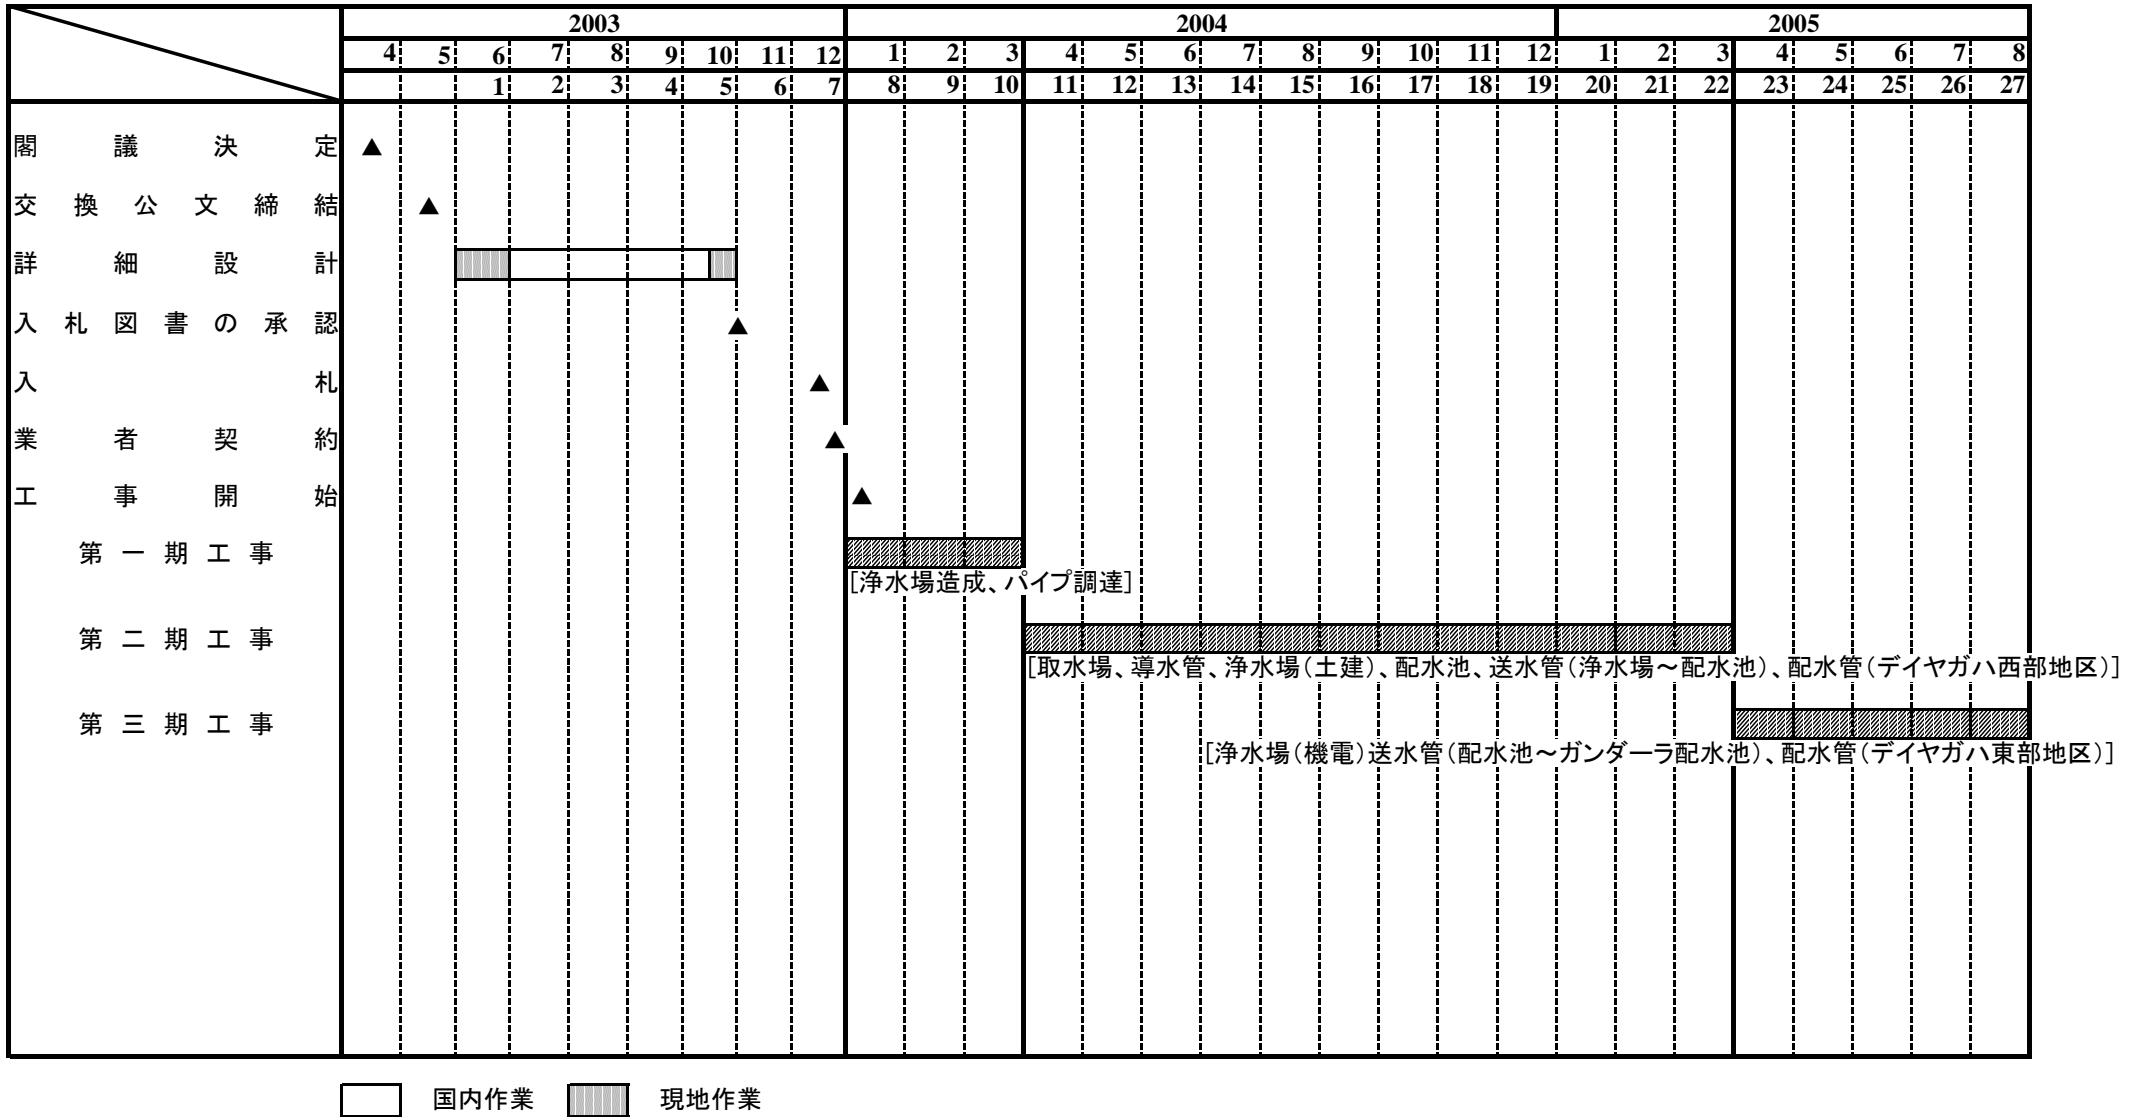 2003 2004 2005
4 5 6 7 8 9 10 11 12 1 2 3 4 5 6 7 8 9 10 11 12 1 2 3 4 5 6 7 8
1 2 3 4 5 6 7 8 9 10 11 12 13 14 15 16 17 18 19 20 21 22 23 24 25 26 27
閣議決定 ▲
交換公文締結 ▲
詳細設計
入札図書の承認 ▲
入札 ▲
業者契約 ▲
工事開始 ▲
第一期工事
[浄水場造成、パイプ調達]
第二期工事
[取水場、導水管、浄水場(土建)、配水池、送水管(浄水場～配水池)、配水管(デイヤガハ西部地区)]
第三期工事
[浄水場(機電)送水管(配水池～ガンダーラ配水池)、配水管(デイヤガハ東部地区)]
国内作業 現地作業